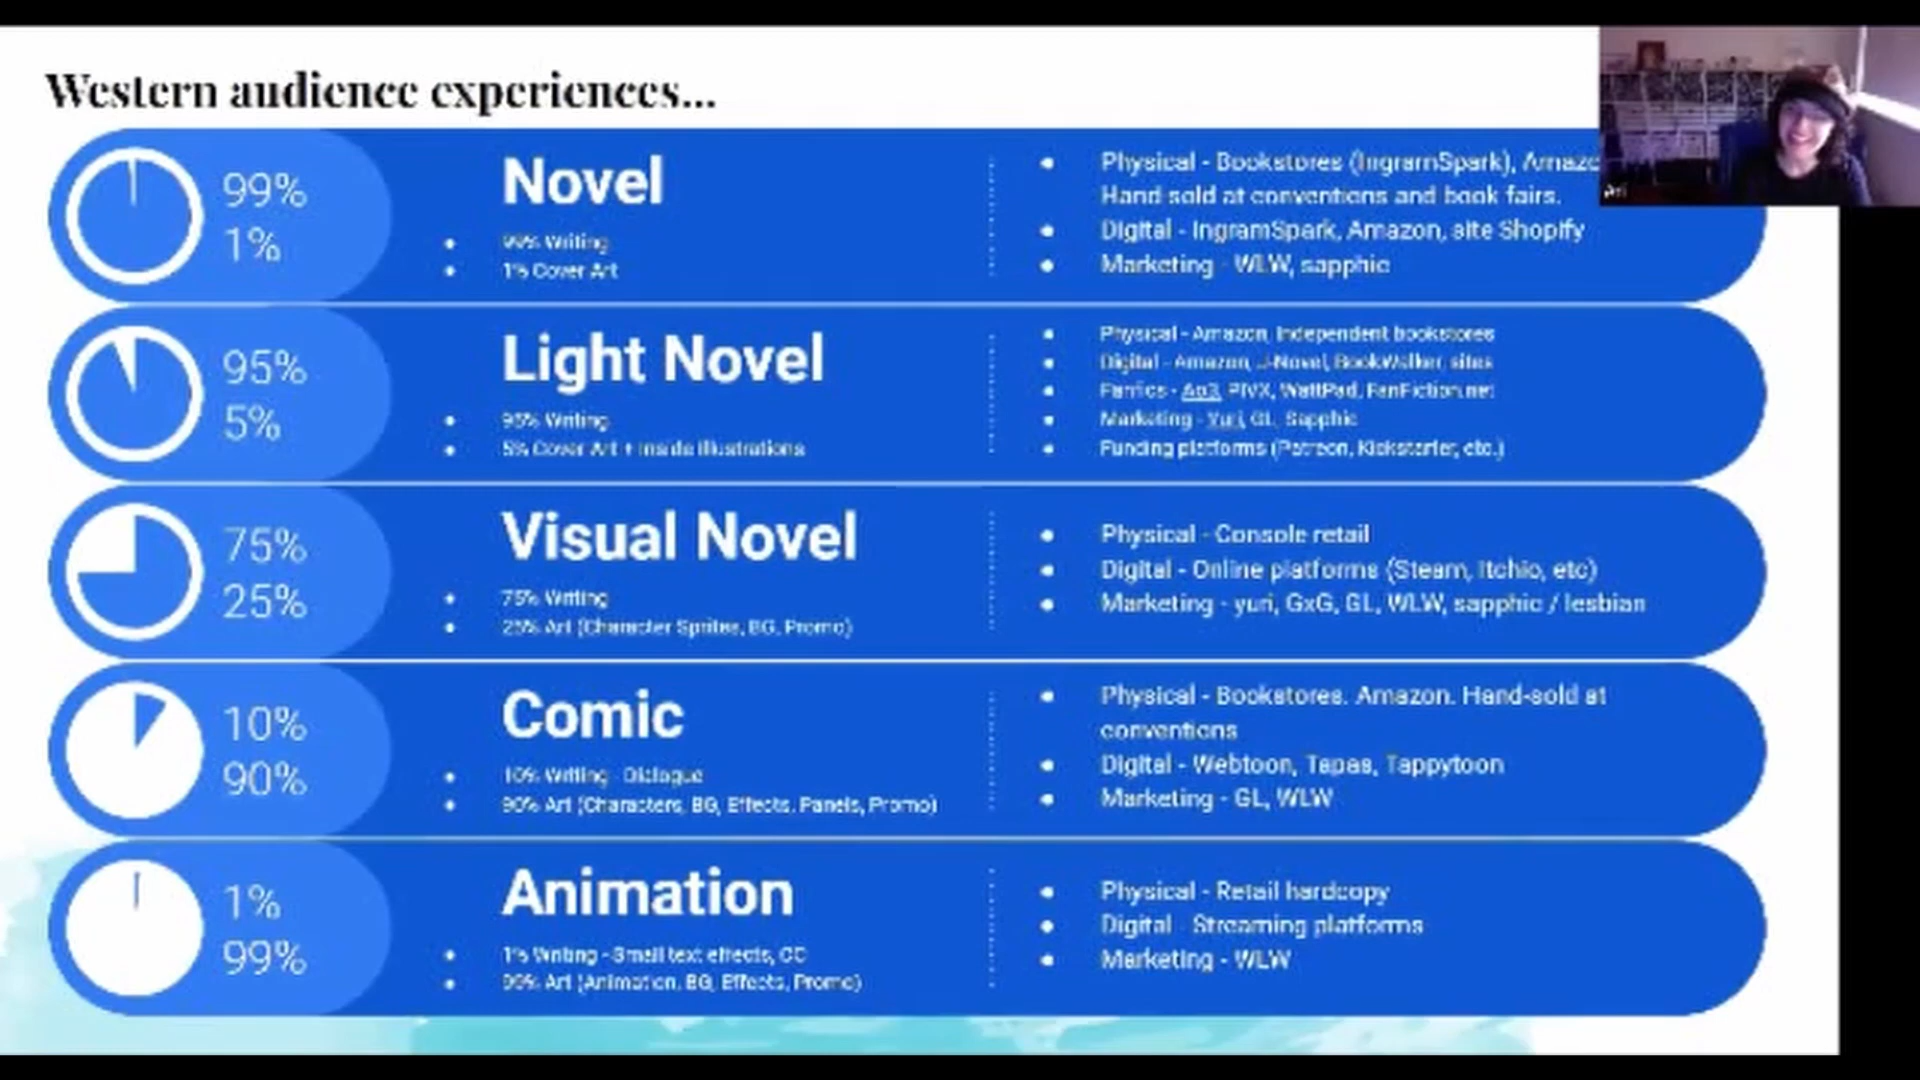 Western audience experiences...
99%
1%
Novel
99% Writing
1% Cover Art
Physical - Bookstores (IngramSpark), Amazo
Hand sold at conventions and book fairs.
Digital - IngramSpark, Amazon, site Shopify
Marketing - WLW, sapphic
95%
5%
Light Novel
95% Writing
5% Cover Art + Inside Illustrations
Physical - Amazon, Independent bookstores
Digital - Amazon, J-Novel, BookWalker, sites
Fanfics - Ao3, PIVX, WattPad, FanFiction.net
Marketing - Yuri, GL, Sapphic
Funding platforms (Patreon, Kickstarter, etc.)
75%
25%
Visual Novel
75% Writing
25% Art (Character Sprites, BG, Promo)
Physical - Console retail
Digital - Online platforms (Steam, Itchio, etc)
Marketing - yuri, GxG, GL, WLW, sapphic / lesbian
10%
90%
Comic
10% Writing - Dialogue
90% Art (Characters, BG, Effects, Panels, Promo)
Physical - Bookstores. Amazon. Hand-sold at
conventions
Digital - Webtoon, Tapas, Tappytoon
Marketing - GL, WLW
1%
99%
Animation
1% Writing - Small text effects, CC
99% Art (Animation, BG, Effects, Promo)
Physical - Retail hardcopy
Digital - Streaming platforms
Marketing - WLW